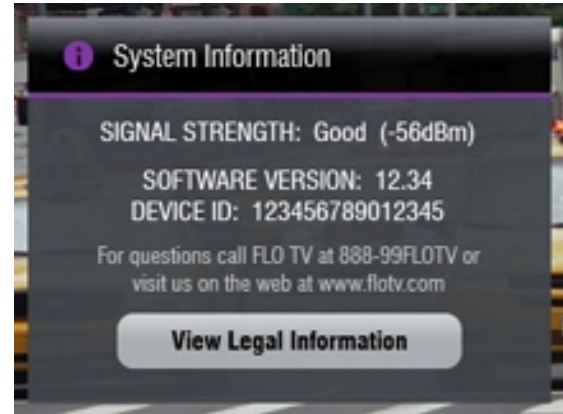 System Information
SIGNAL STRENGTH: Good (-56dBm)
SOFTWARE VERSION: 12.34
DEVICE ID: 123456789012345
For questions call FLO TV at 888-99FLOTV or
visit us on the web at www.flotv.com
View Legal Information